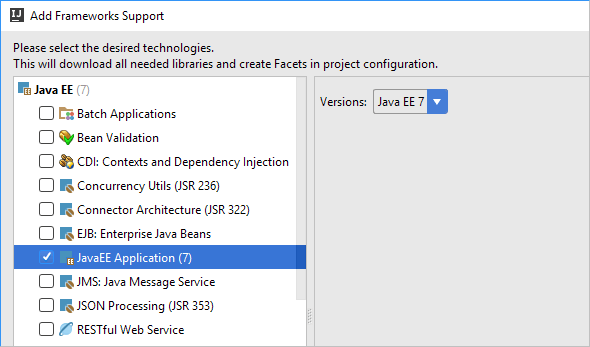 Add Frameworks Support
Please select the desired technologies.
This will download all needed libraries and create Facets in project configuration.
Java EE (7)
Versions: Java EE 7
Batch Applications
Bean Validation
CDI: Contexts and Dependency Injection
Concurrency Utils (JSR 236)
Connector Architecture (JSR 322)
EJB: Enterprise Java Beans
JavaEE Application (7)
JMS: Java Message Service
JSON Processing (JSR 353)
RESTful Web Service